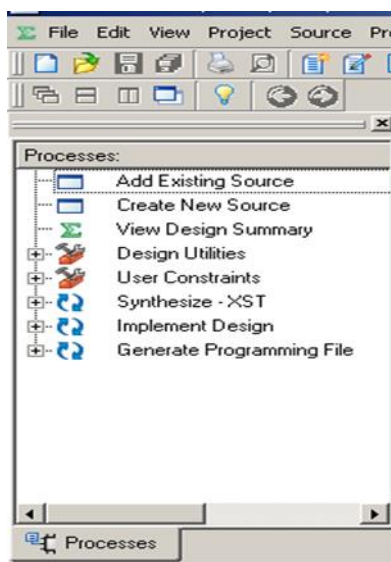 File Edit View Project Source
Processes:
Add Existing Source
Create New Source
View Design Summary
Design Utilities
User Constraints
Synthesize - XST
Implement Design
Generate Programming File
Processes